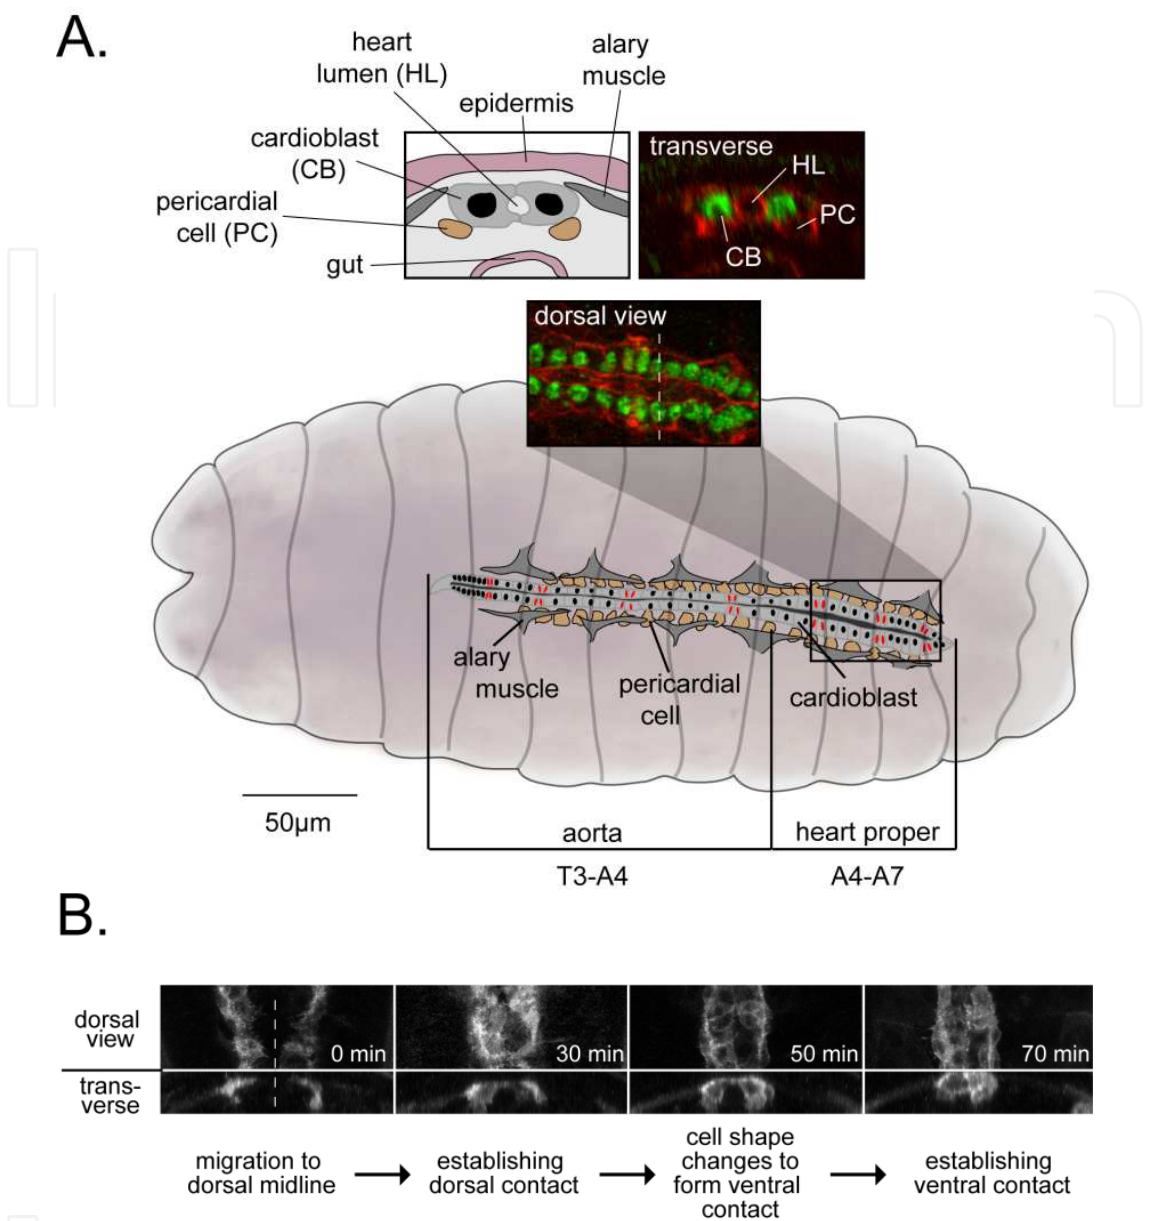 A.
heart
lumen (HL)
alary
muscle
epidermis
cardioblast
(CB)
pericardial
cell (PC)
gut
transverse
HL
PC
CB
dorsal view
alary
muscle
pericardial
cell
cardioblast
50µm
aorta
heart proper
T3-A4
A4-A7
B.
dorsal
view
0 min
30 min
50 min
70 min
trans-
verse
migration to
dorsal midline
establishing
dorsal contact
cell shape
changes to
form ventral
contact
establishing
ventral contact